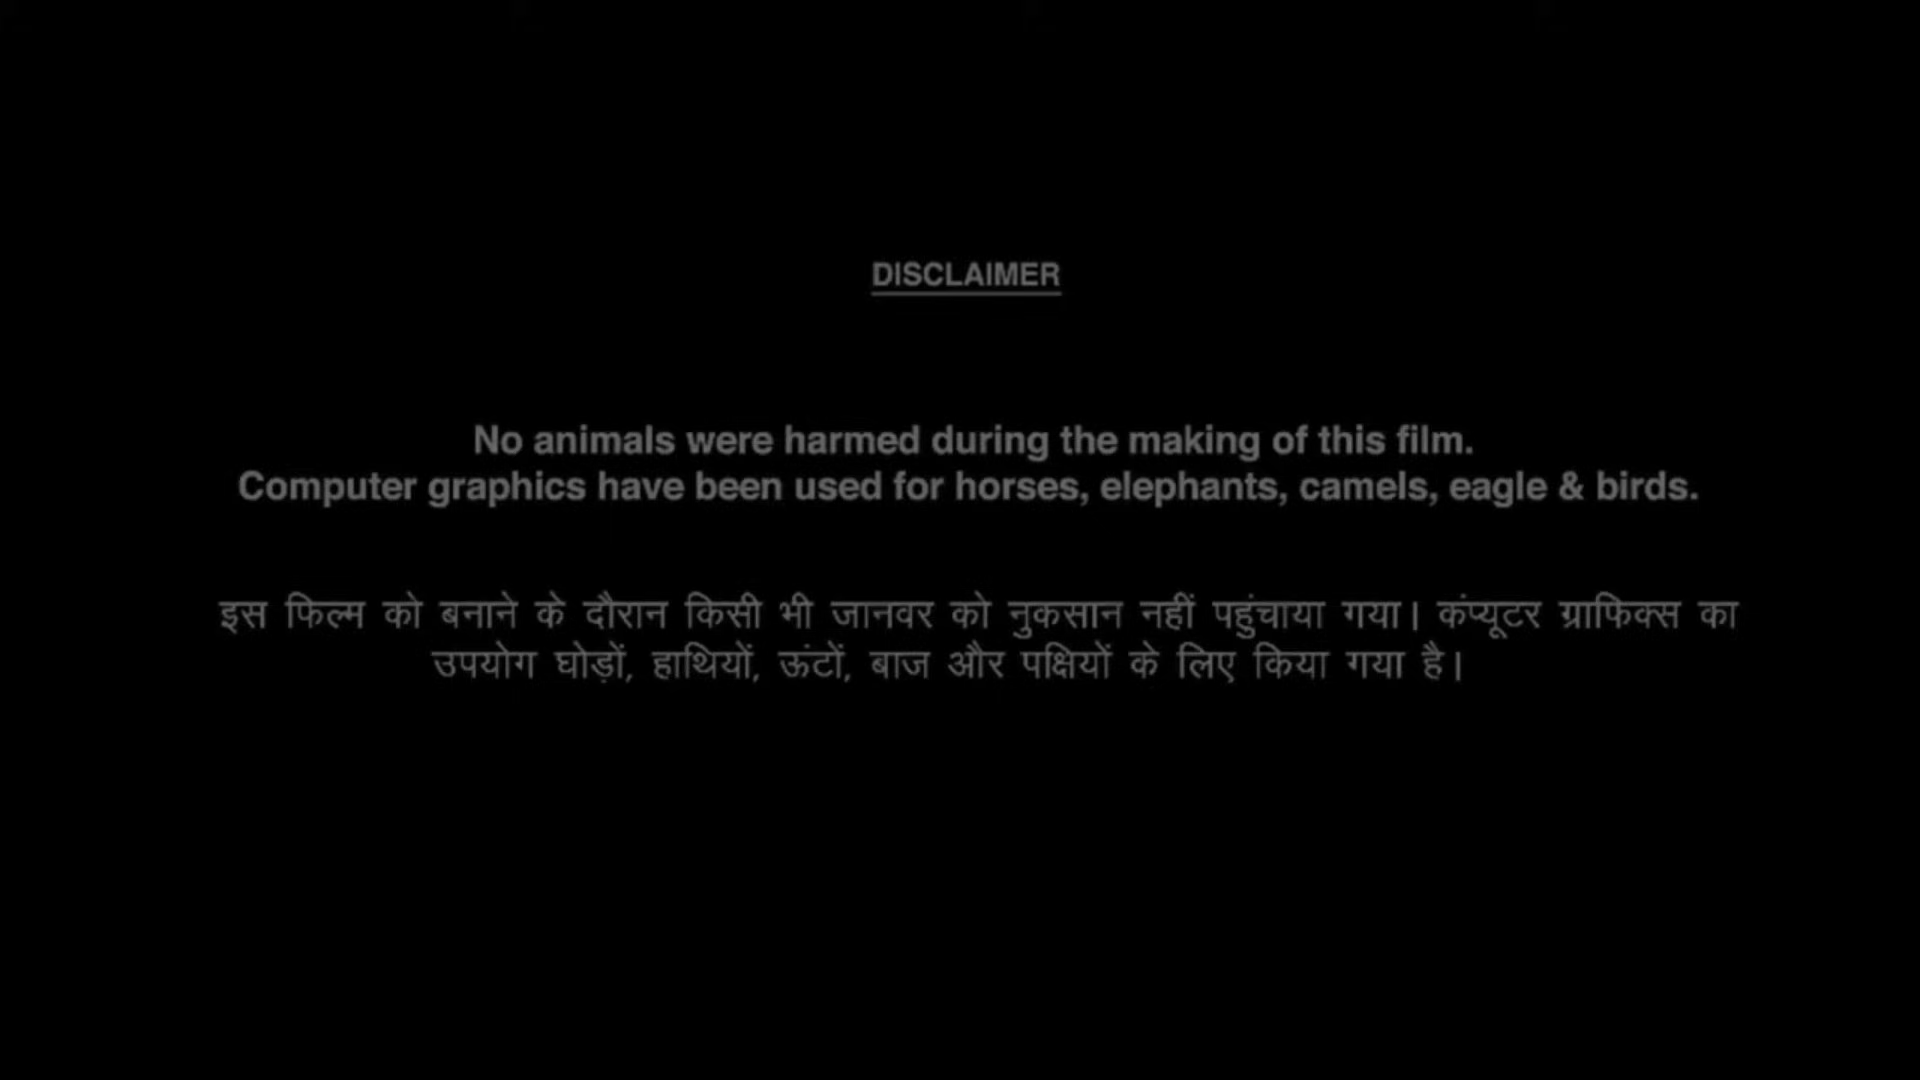 DISCLAIMER
No animals were harmed during the making of this film.
Computer graphics have been used for horses, elephants, camels, eagle & birds.
इस फिल्म को बनाने के दौरान किसी भी जानवर को नुकसान नहीं पहुंचाया गया। कंप्यूटर ग्राफिक्स का
उपयोग घोड़ों, हाथियों, ऊंटों, बाज और पक्षियों के लिए किया गया है।